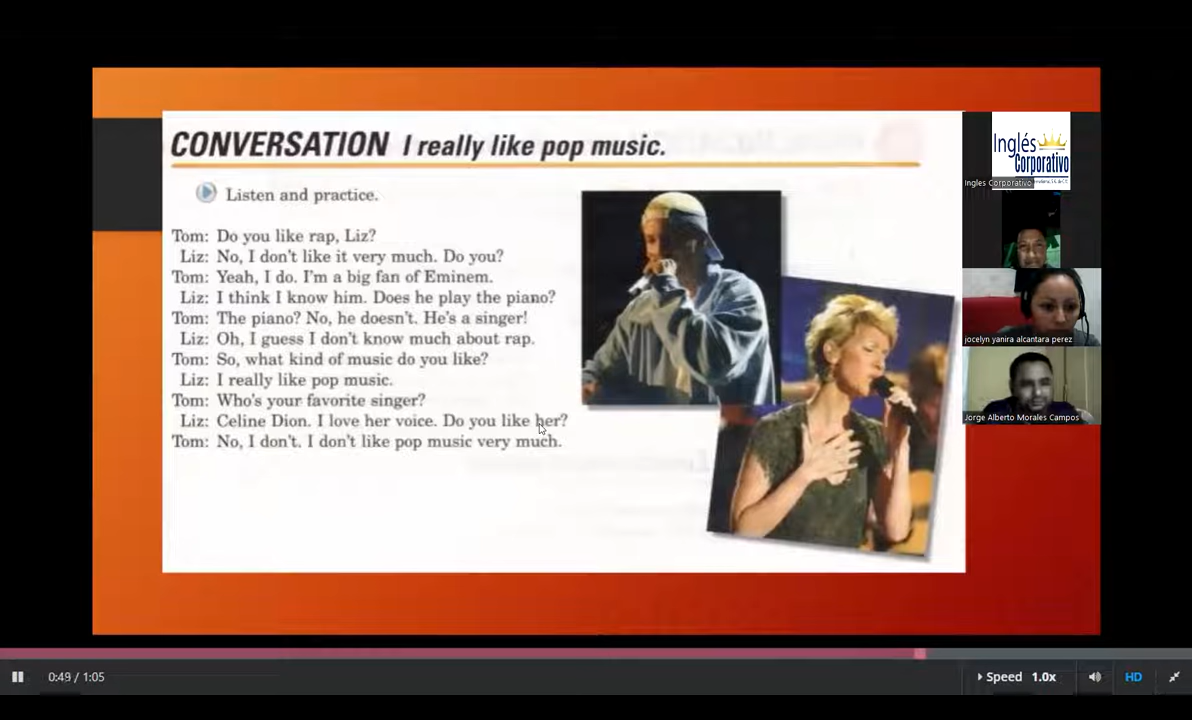 CONVERSATION I really like pop music.
Listen and practice.
Tom: Do you like rap, Liz?
Liz: No, I don't like it very much. Do you?
Tom: Yeah, I do. I'm a big fan of Eminem.
Liz: I think I know him. Does he play the piano?
Tom: The piano? No, he doesn't. He's a singer!
Liz: Oh, I guess I don't know much about rap.
Tom: So, what kind of music do you like?
Liz: I really like pop music.
Tom: Who's your favorite singer?
Liz: Celine Dion. I love her voice. Do you like her?
Tom: No, I don't. I don't like pop music very much.
Inglés
Corporativo
Ingles Corporativo
jocelyn yanira alcantara perez
Jorge Alberto Morales Campos
0:49 / 1:05
Speed 1.0x
HD